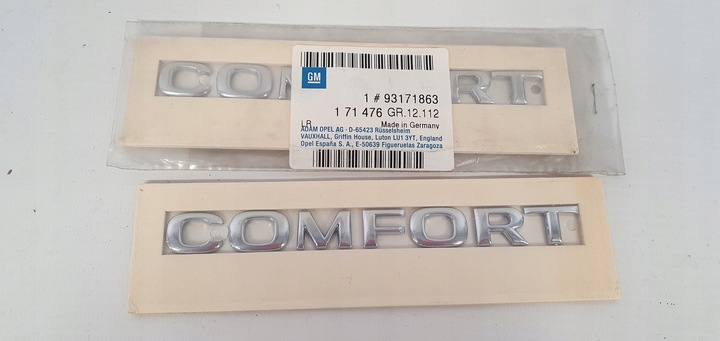 COMFORT
GM
1 # 93171863
1 71 476 GR.12.112
LR Made in Germany
ADAM OPEL AG · D-65423 Rüsselsheim
VAUXHALL, Griffin House, Luton LU1 3YT, England
Opel España S. A., E-50639 Figueruelas Zaragoza
COMFORT